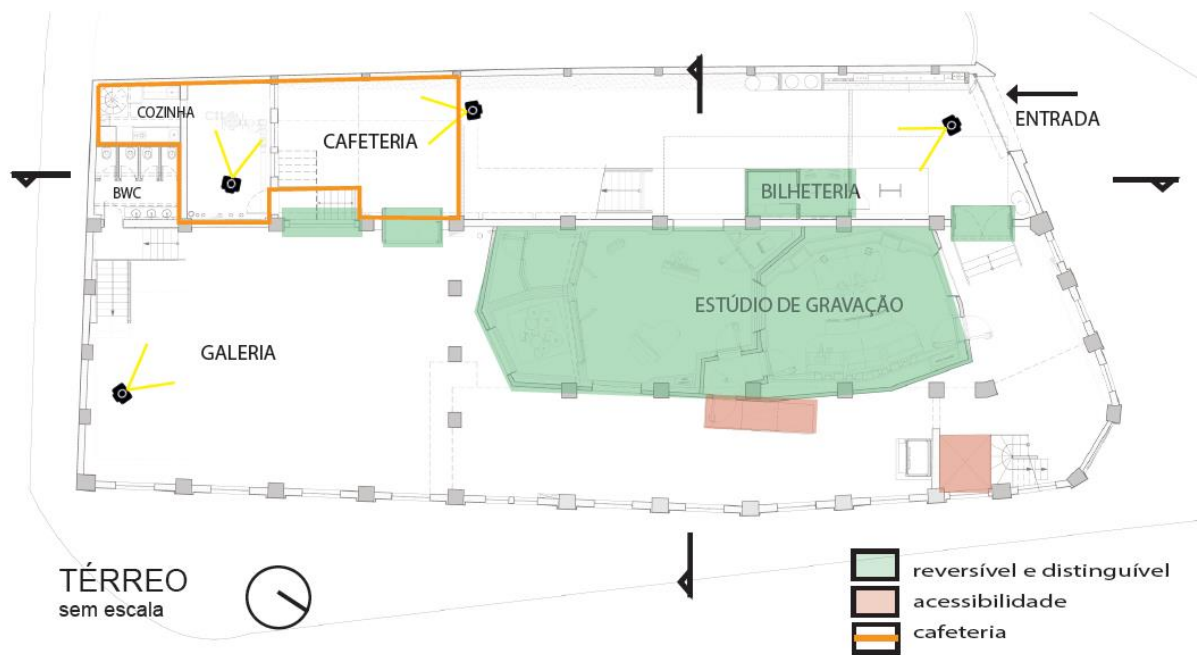 COZINHA
ENTRADA
CAFETERIA
BWC
BILHETERIA
ESTÚDIO DE GRAVAÇÃO
GALERIA
TÉRREO
sem escala
reversível e distinguível
acessibilidade
cafeteria